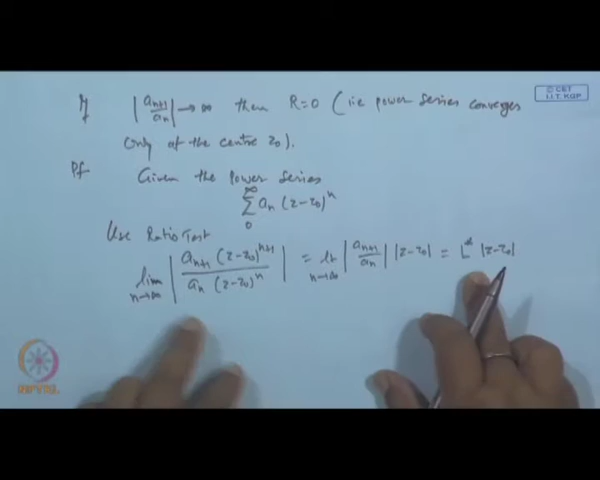 If |aₙ₊₁/aₙ| → ∞ then R=0 (i.e power series converges
© CET
I.I.T. KGP
only at the centre z₀).
Pf Given the power series
∑₀^∞ aₙ (z-z₀)ⁿ
Use Ratio Test
lim n→∞ |aₙ₊₁ (z-z₀)ⁿ⁺¹ / aₙ (z-z₀)ⁿ| = lt n→∞ |aₙ₊₁/aₙ| |z-z₀| = L* |z-z₀|
NPTEL